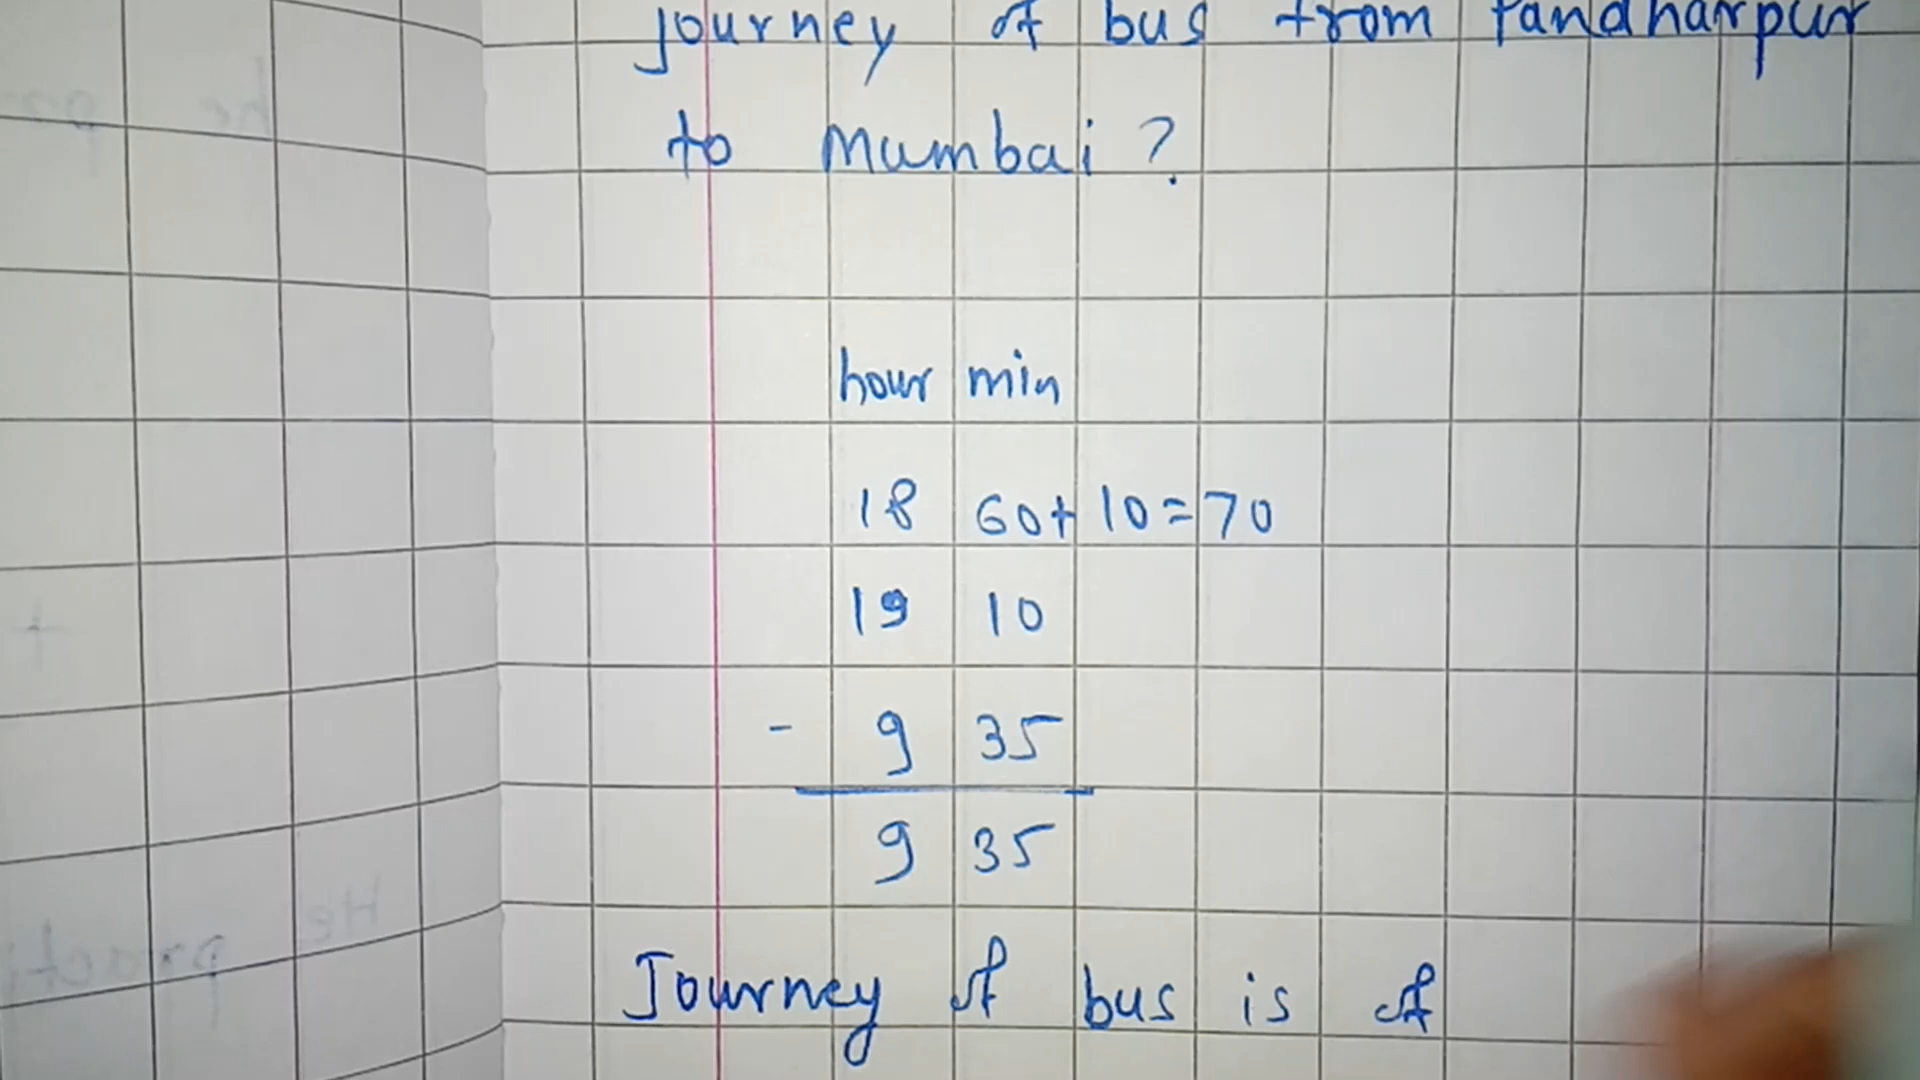 journey of bus from Pandharpur
to Mumbai ?
hour min
18 60+10=70
19 10
- 9 35
9 35
Journey of bus is of